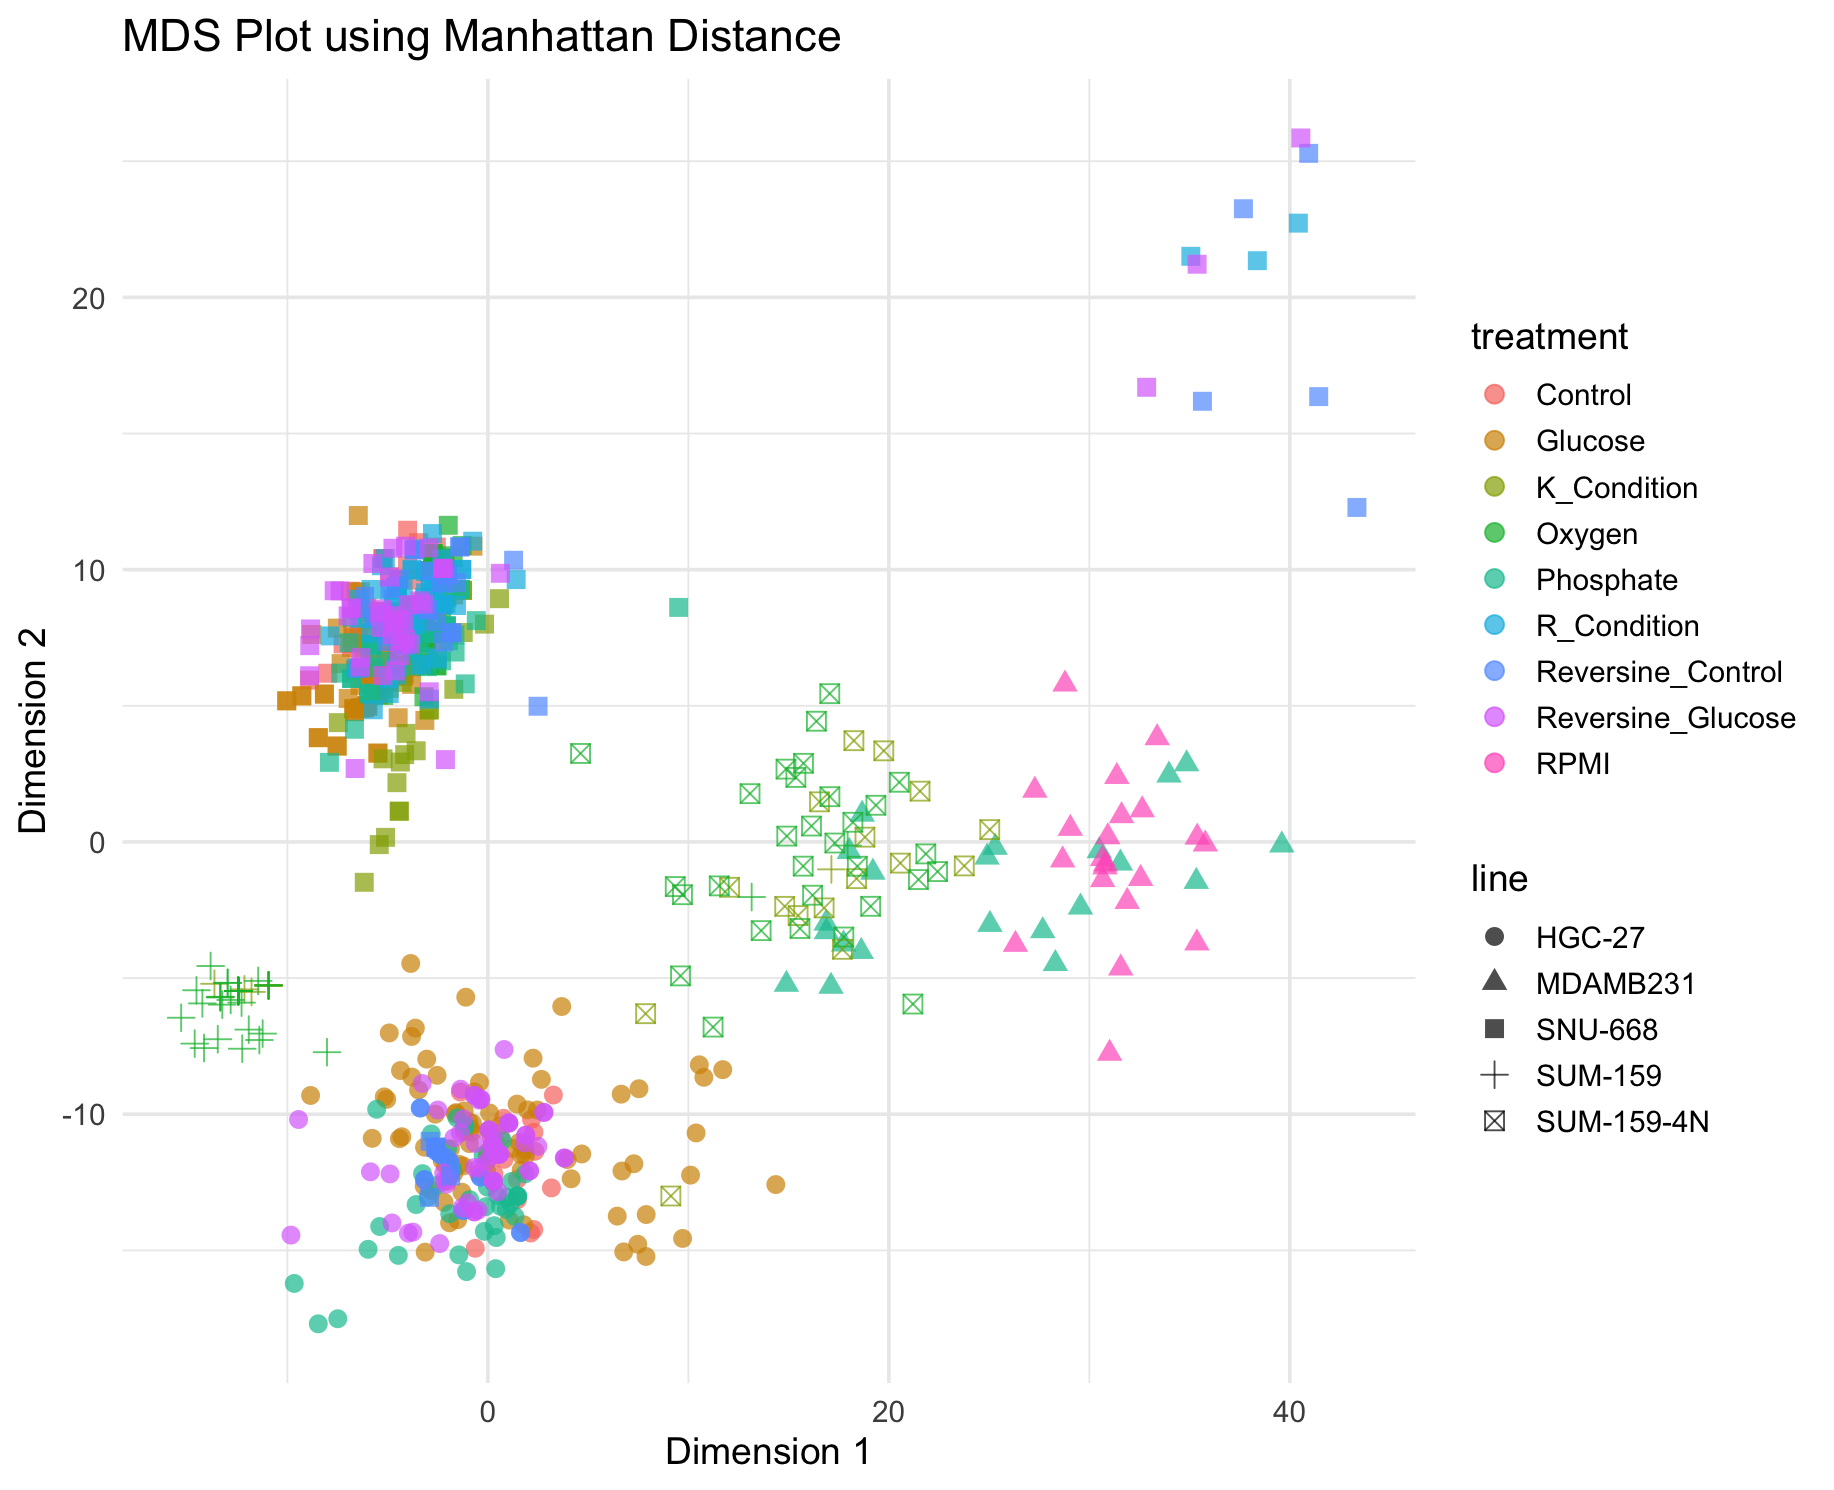 MDS Plot using Manhattan Distance
Dimension 2
20
10
0
-10
0
20
40
Dimension 1
treatment
Control
Glucose
K_Condition
Oxygen
Phosphate
R_Condition
Reversine_Control
Reversine_Glucose
RPMI
line
HGC-27
MDAMB231
SNU-668
SUM-159
SUM-159-4N